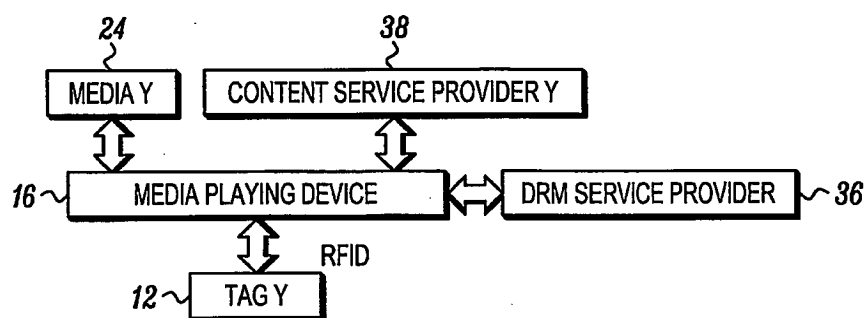 24
38
MEDIA Y
CONTENT SERVICE PROVIDER Y
16
MEDIA PLAYING DEVICE
DRM SERVICE PROVIDER
36
RFID
12
TAG Y